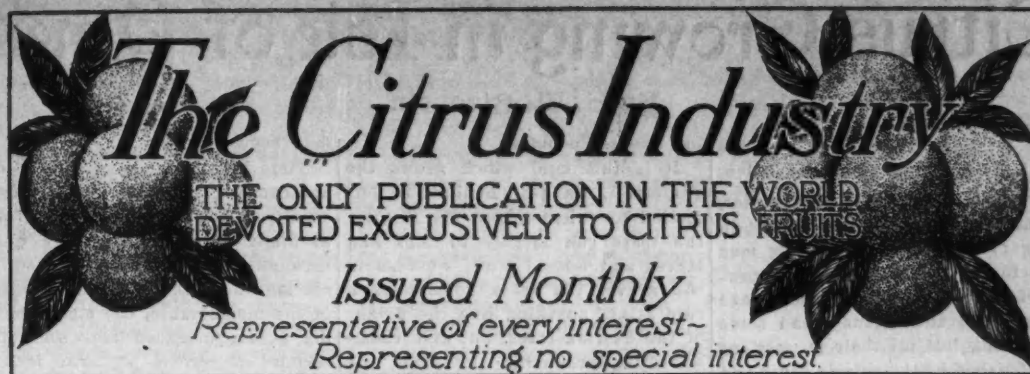 The Citrus Industry
THE ONLY PUBLICATION IN THE WORLD
DEVOTED EXCLUSIVELY TO CITRUS FRUITS
Issued Monthly
Representative of every interest~
Representing no special interest